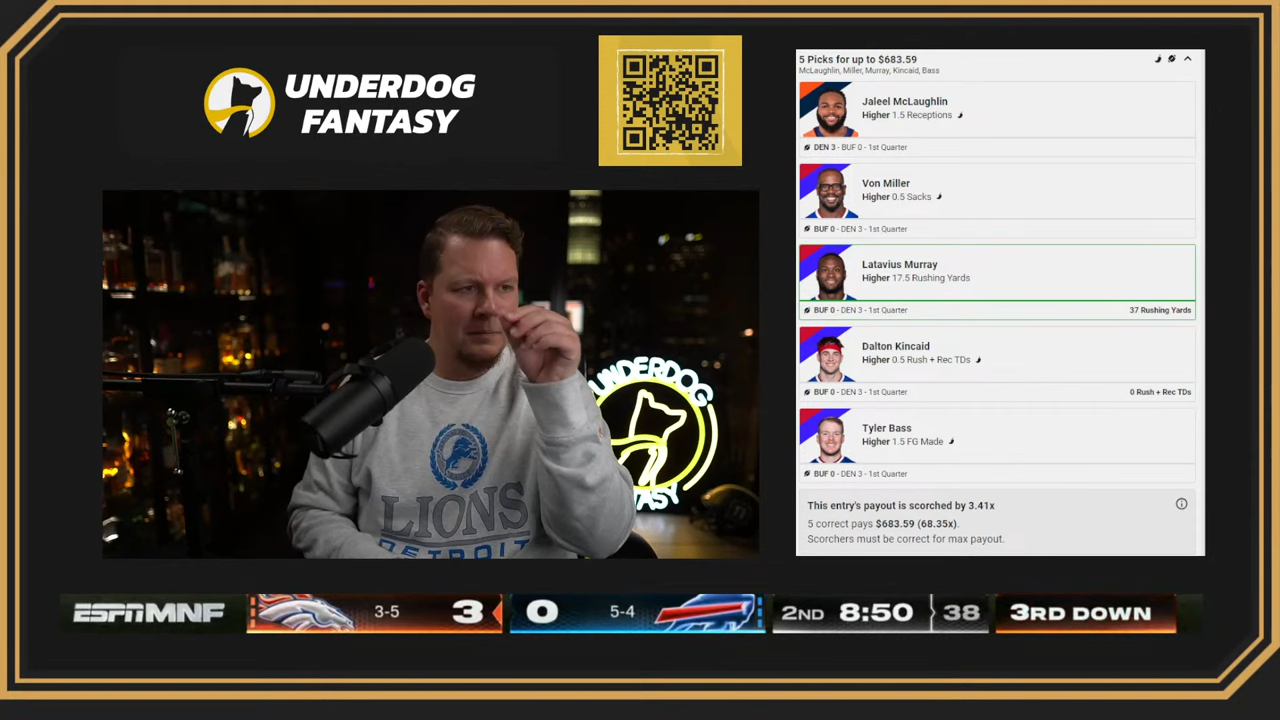 UNDERDOG
FANTASY
5 Picks for up to $683.59
McLaughlin, Miller, Murray, Kincaid, Bass
Jaleel McLaughlin
Higher 1.5 Receptions
DEN 3 - BUF 0 - 1st Quarter
Von Miller
Higher 0.5 Sacks
BUF 0 - DEN 3 - 1st Quarter
Latavius Murray
Higher 17.5 Rushing Yards
BUF 0 - DEN 3 - 1st Quarter 37 Rushing Yards
Dalton Kincaid
Higher 0.5 Rush + Rec TDs
BUF 0 - DEN 3 - 1st Quarter 0 Rush + Rec TDs
Tyler Bass
Higher 1.5 FG Made
BUF 0 - DEN 3 - 1st Quarter
This entry's payout is scorched by 3.41x
5 correct pays $683.59 (68.35x).
Scorchers must be correct for max payout.
LIONS
DETROIT
UNDERDOG
FANTASY
ESPN MNF 3-5 3 0 5-4 2ND 8:50 38 3RD DOWN